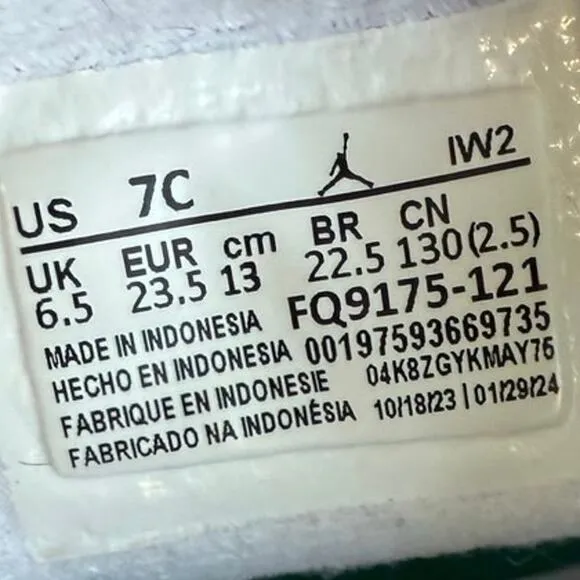 US 7C IW2
UK EUR cm BR CN
6.5 23.5 13 22.5 130(2.5)
MADE IN INDONESIA FQ9175-121
HECHO EN INDONESIA 00197593669735
FABRIQUE EN INDONESIE 04K8ZGYKMAY76
FABRICADO NA INDONÉSIA 10/18/23 | 01/29/24